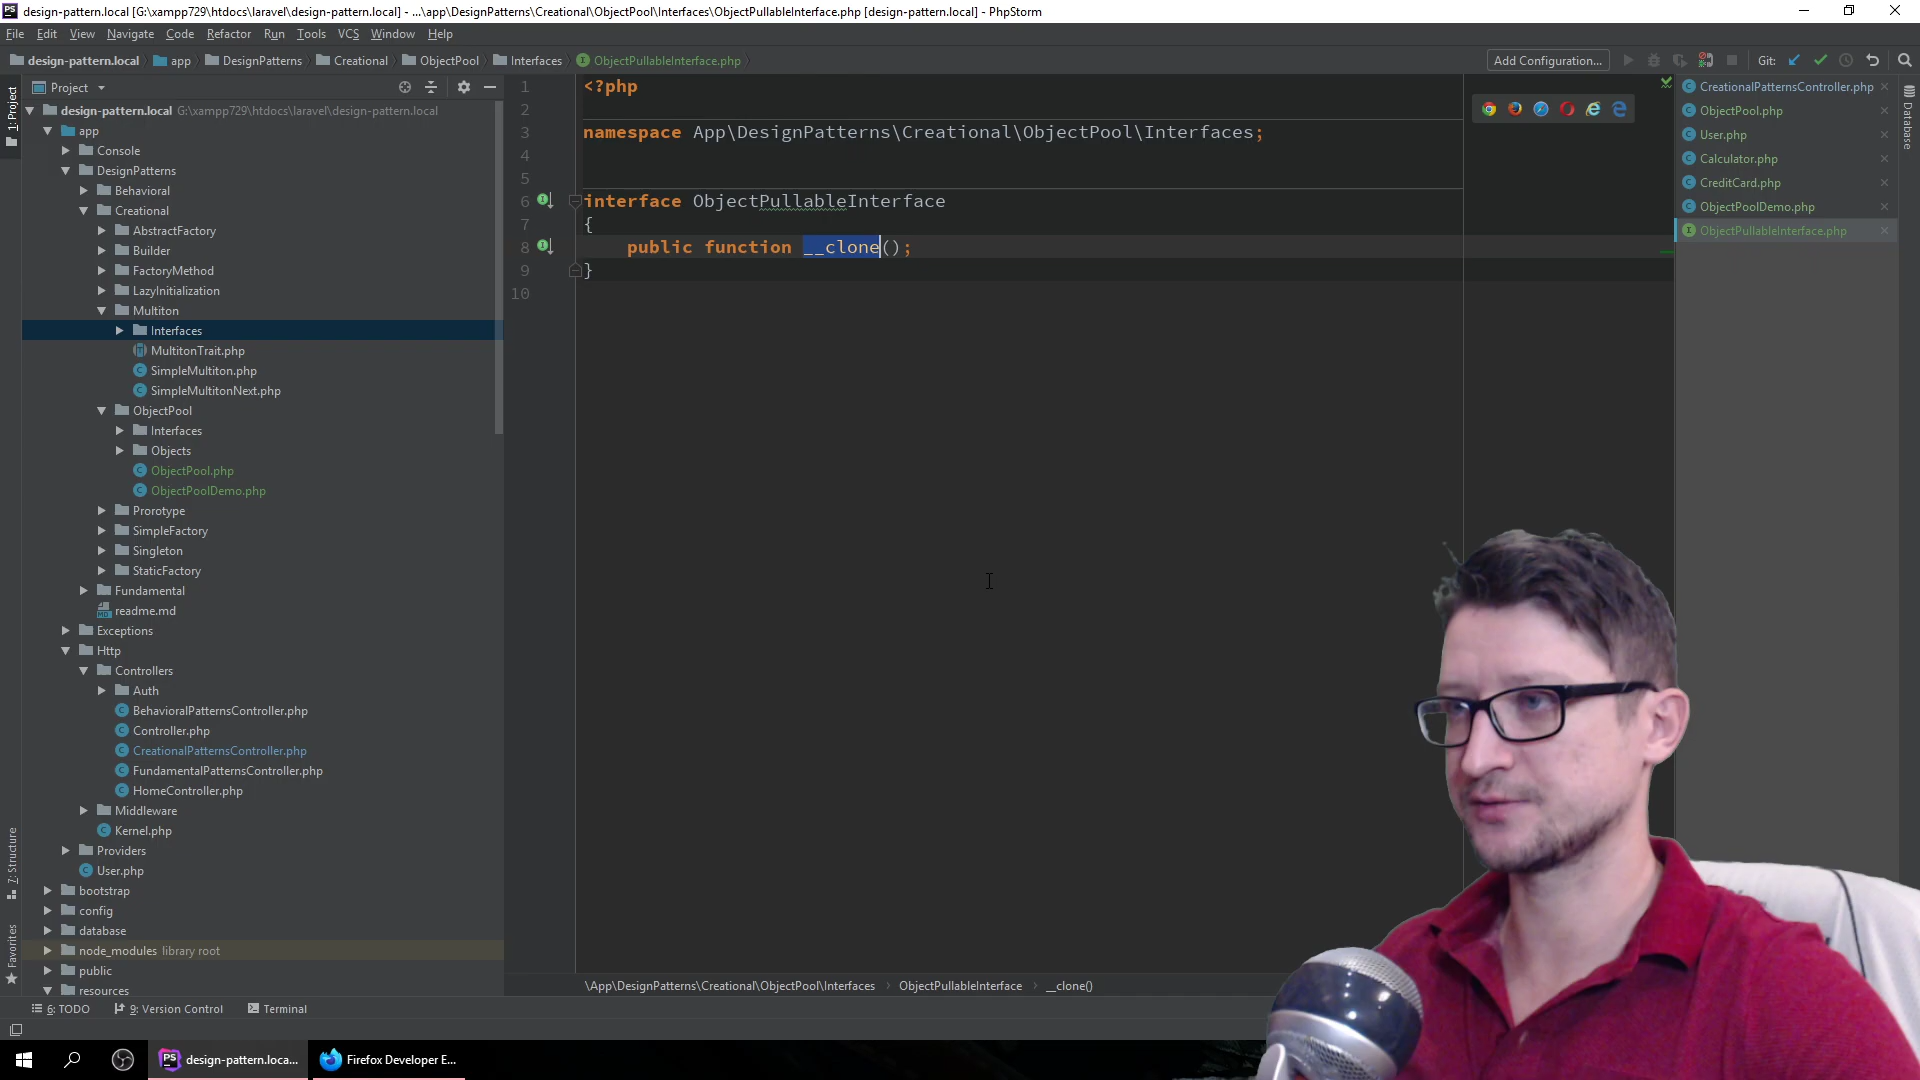 design-pattern.local [G:\xampp729\htdocs\laravel\design-pattern.local] - ...\app\DesignPatterns\Creational\ObjectPool\Interfaces\ObjectPullableInterface.php [design-pattern.local] - PhpStorm
File Edit View Navigate Code Refactor Run Tools VCS Window Help
design-pattern.local app DesignPatterns Creational ObjectPool Interfaces ObjectPullableInterface.php
Add Configuration...
Git:
1: Project
7: Structure
Favorites
Project
design-pattern.local G:\xampp729\htdocs\laravel\design-pattern.local
app
Console
DesignPatterns
Behavioral
Creational
AbstractFactory
Builder
FactoryMethod
LazyInitialization
Multiton
Interfaces
MultitonTrait.php
SimpleMultiton.php
SimpleMultitonNext.php
ObjectPool
Interfaces
Objects
ObjectPool.php
ObjectPoolDemo.php
Prorotype
SimpleFactory
Singleton
StaticFactory
Fundamental
readme.md
Exceptions
Http
Controllers
Auth
BehavioralPatternsController.php
Controller.php
CreationalPatternsController.php
FundamentalPatternsController.php
HomeController.php
Middleware
Kernel.php
Providers
User.php
bootstrap
config
database
node_modules library root
public
resources
1 <?php
2
3 namespace App\DesignPatterns\Creational\ObjectPool\Interfaces;
4
5
6 interface ObjectPullableInterface
7 {
8 public function __clone();
9 }
10
CreationalPatternsController.php
ObjectPool.php
User.php
Calculator.php
CreditCard.php
ObjectPoolDemo.php
ObjectPullableInterface.php
Database
\App\DesignPatterns\Creational\ObjectPool\Interfaces › ObjectPullableInterface › __clone()
6: TODO 9: Version Control Terminal
design-pattern.loca... Firefox Developer E...